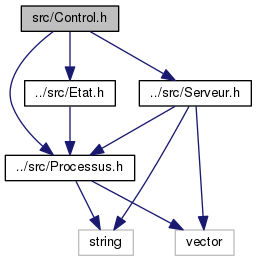 src/Control.h
../src/Etat.h
../src/Serveur.h
../src/Processus.h
string
vector